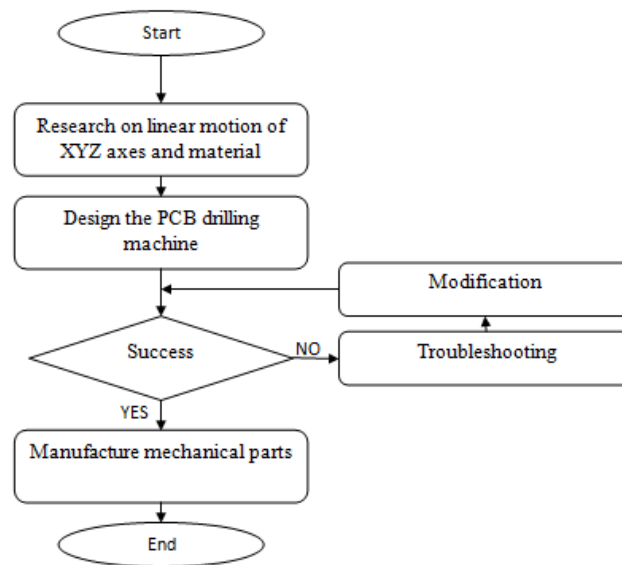 Start
Research on linear motion of
XYZ axes and material
Design the PCB drilling
machine
Modification
Success
NO
Troubleshooting
YES
Manufacture mechanical parts
End